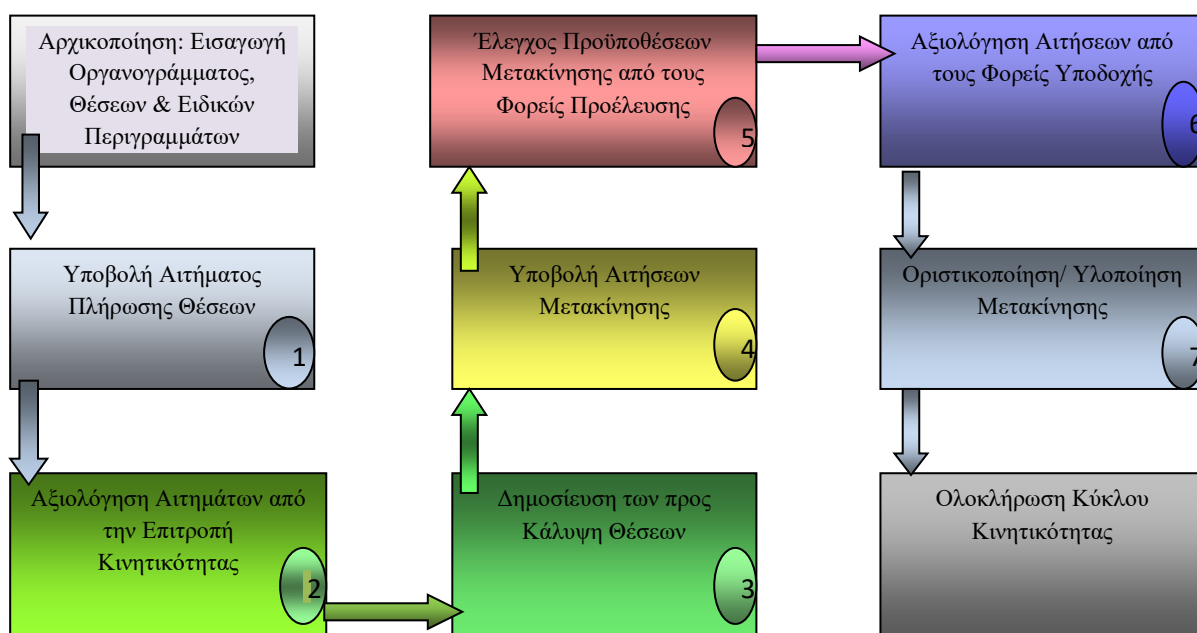 Αρχικοποίηση: Εισαγωγή
Οργανογράμματος,
Θέσεων & Ειδικών
Περιγραμμάτων
Υποβολή Αιτήματος
Πλήρωσης Θέσεων
1
Αξιολόγηση Αιτημάτων από
την Επιτροπή
Κινητικότητας
2
Δημοσίευση των προς
Κάλυψη Θέσεων
3
Υποβολή Αιτήσεων
Μετακίνησης
4
Έλεγχος Προϋποθέσεων
Μετακίνησης από τους
Φορείς Προέλευσης
5
Αξιολόγηση Αιτήσεων από
τους Φορείς Υποδοχής
6
Οριστικοποίηση/ Υλοποίηση
Μετακίνησης
7
Ολοκλήρωση Κύκλου
Κινητικότητας